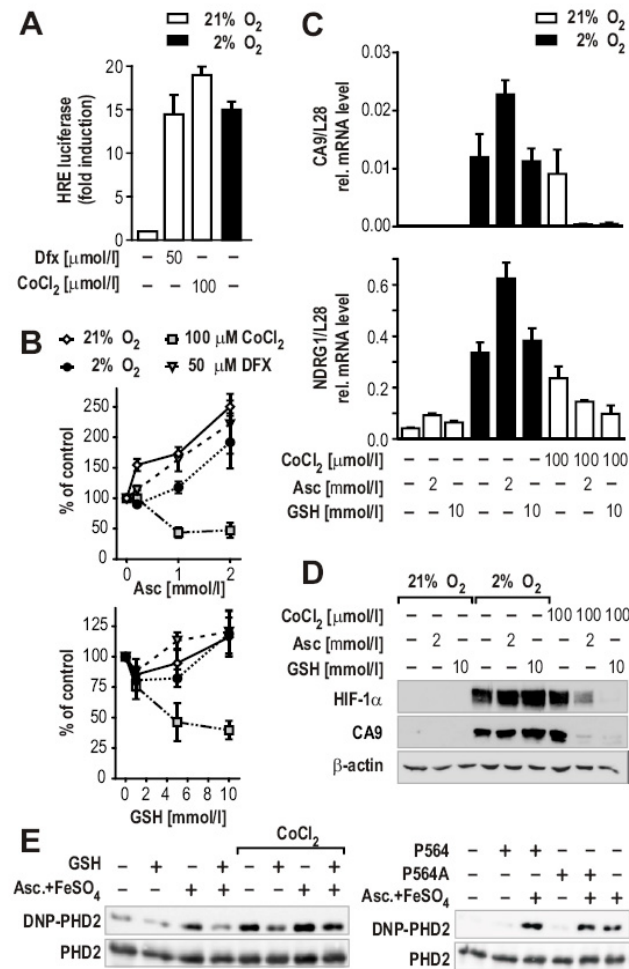 A
21% O2
2% O2
HRE luciferase
(fold induction)
20
15
10
5
0
Dfx [μmol/l] – 50 – –
CoCl2 [μmol/l] – – 100 –
B
21% O2
100 μM CoCl2
2% O2
50 μM DFX
% of control
250
200
150
100
50
0
0 1 2
Asc [mmol/l]
% of control
125
100
75
50
25
0
0 2 4 6 8 10
GSH [mmol/l]
C
21% O2
2% O2
CA9/L28
rel. mRNA level
0.03
0.02
0.01
0.00
NDRG1/L28
rel. mRNA level
0.6
0.4
0.2
0.0
CoCl2 [μmol/l] – – – – – – 100 100 100
Asc [mmol/l] – 2 – – 2 – – 2 –
GSH [mmol/l] – – 10 – – 10 – – 10
D
21% O2 2% O2
CoCl2 [μmol/l] – – – – – – 100 100 100
Asc [mmol/l] – 2 – – 2 – – 2 –
GSH [mmol/l] – – 10 – – 10 – – 10
HIF-1α
CA9
β-actin
E
CoCl2
GSH – + – + – + – +
Asc.+FeSO4 – – + + – – + +
DNP-PHD2
PHD2
P564 – + + – – – –
P564A – – – + + – –
Asc.+FeSO4 – – + – + + –
DNP-PHD2
PHD2